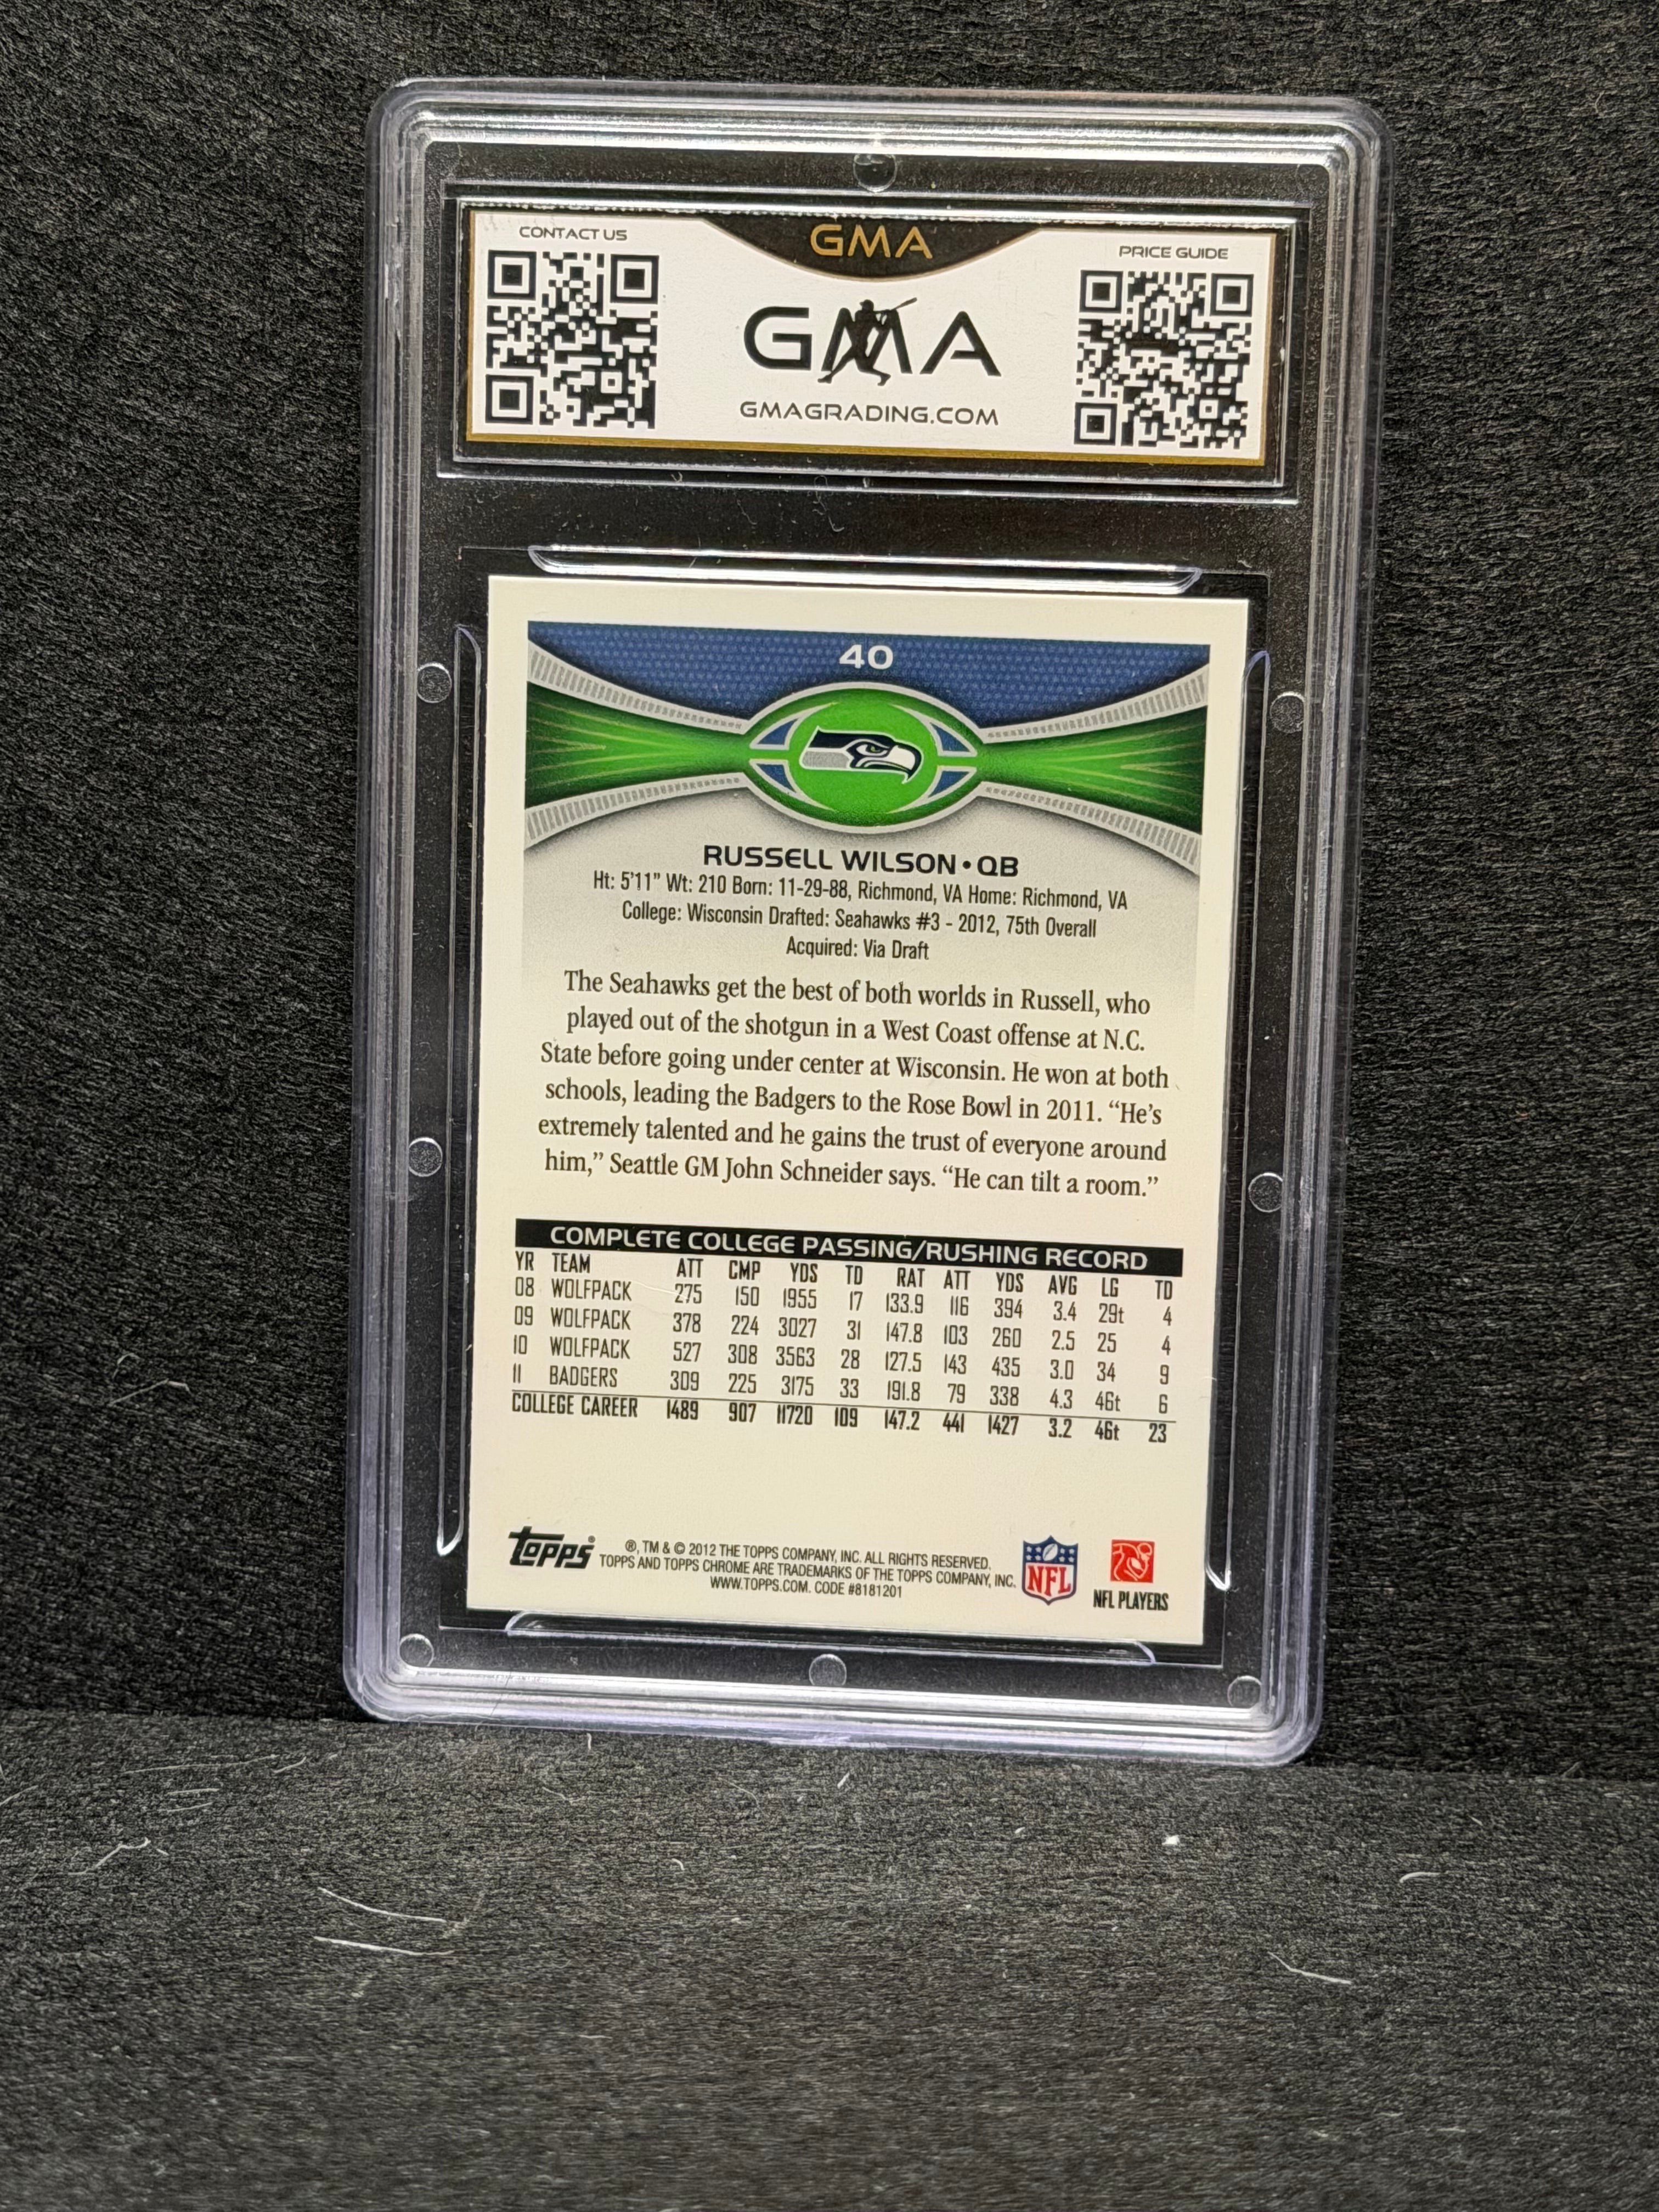 CONTACT US
GMA
PRICE GUIDE
GMA
GMAGRADING.COM
40
RUSSELL WILSON • QB
Ht: 5'11" Wt: 210 Born: 11-29-88, Richmond, VA Home: Richmond, VA
College: Wisconsin Drafted: Seahawks #3 - 2012, 75th Overall
Acquired: Via Draft
The Seahawks get the best of both worlds in Russell, who
played out of the shotgun in a West Coast offense at N.C.
State before going under center at Wisconsin. He won at both
schools, leading the Badgers to the Rose Bowl in 2011. “He’s
extremely talented and he gains the trust of everyone around
him,” Seattle GM John Schneider says. “He can tilt a room.”
COMPLETE COLLEGE PASSING/RUSHING RECORD
YR TEAM ATT CMP YDS TD RAT ATT YDS AVG LG TD
08 WOLFPACK 275 150 1955 17 133.9 116 394 3.4 29t 4
09 WOLFPACK 378 224 3027 31 147.8 103 260 2.5 25 4
10 WOLFPACK 527 308 3563 28 127.5 143 435 3.0 34 9
11 BADGERS 309 225 3175 33 191.8 79 338 4.3 46t 6
COLLEGE CAREER 1489 907 11720 109 147.2 441 1427 3.2 46t 23
topps®
®, TM & © 2012 THE TOPPS COMPANY, INC. ALL RIGHTS RESERVED.
TOPPS AND TOPPS CHROME ARE TRADEMARKS OF THE TOPPS COMPANY, INC.
WWW.TOPPS.COM. CODE #8181201
NFL
NFL PLAYERS